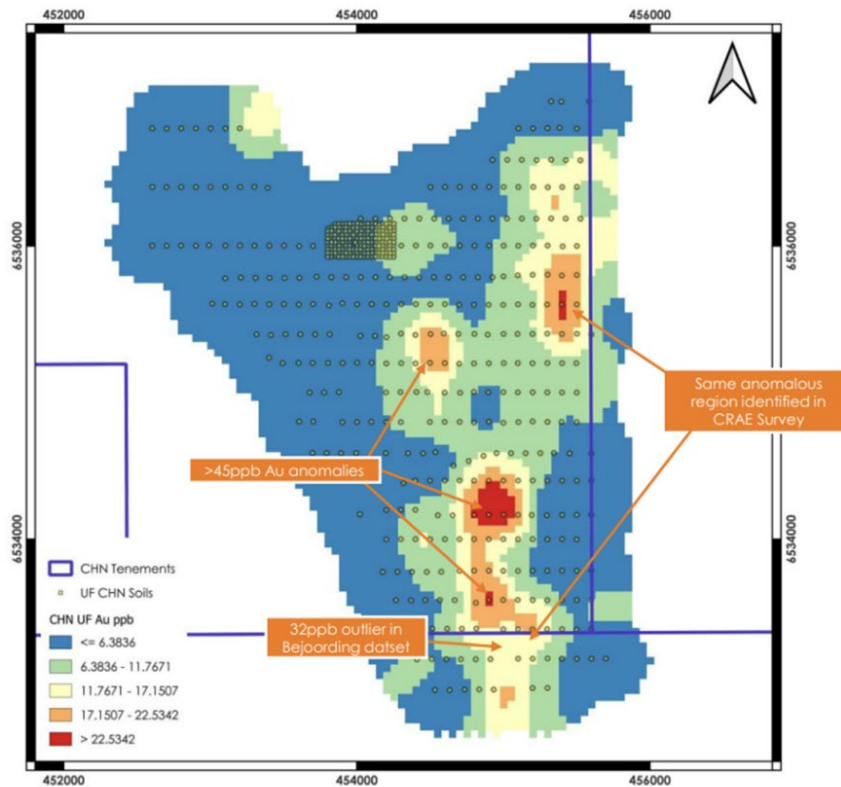 452000
454000
456000
6536000
6536000
Same anomalous
region identified in
CRAE Survey
>45ppb Au anomalies
6534000
6534000
CHN Tenements
UF CHN Soils
CHN UF Au ppb
<= 6.3836
6.3836 - 11.7671
11.7671 - 17.1507
17.1507 - 22.5342
> 22.5342
32ppb outlier in
Bejoording datset
452000
454000
456000